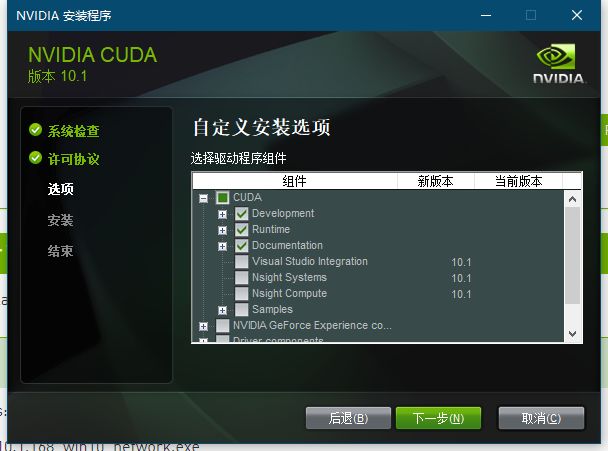 NVIDIA 安装程序
NVIDIA CUDA
版本 10.1
NVIDIA.
系统检查
许可协议
选项
安装
结束
自定义安装选项
选择驱动程序组件
组件 新版本 当前版本
CUDA
Development
Runtime
Documentation
Visual Studio Integration 10.1
Nsight Systems 10.1
Nsight Compute 10.1
Samples
NVIDIA GeForce Experience co...
Driver components
后退(B) 下一步(N) 取消(C)
10.1.168_win10_network.exe